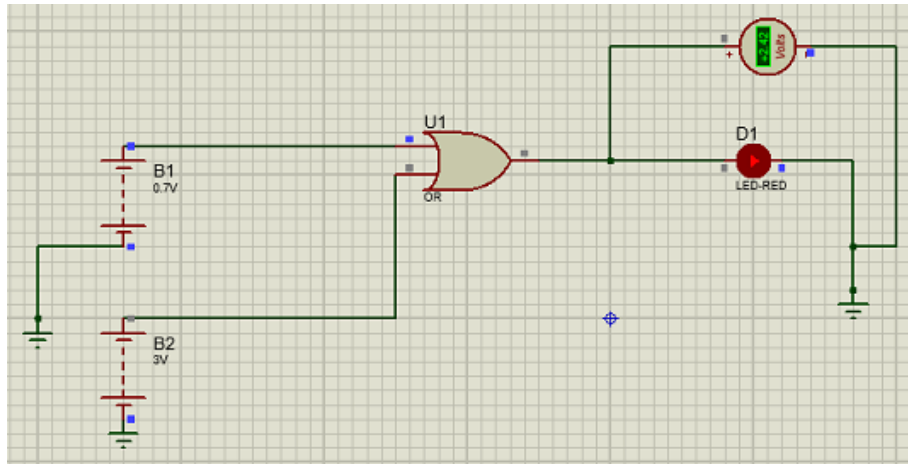 +2.42
Volts
U1
D1
B1
0.7V
LED-RED
OR
B2
3V